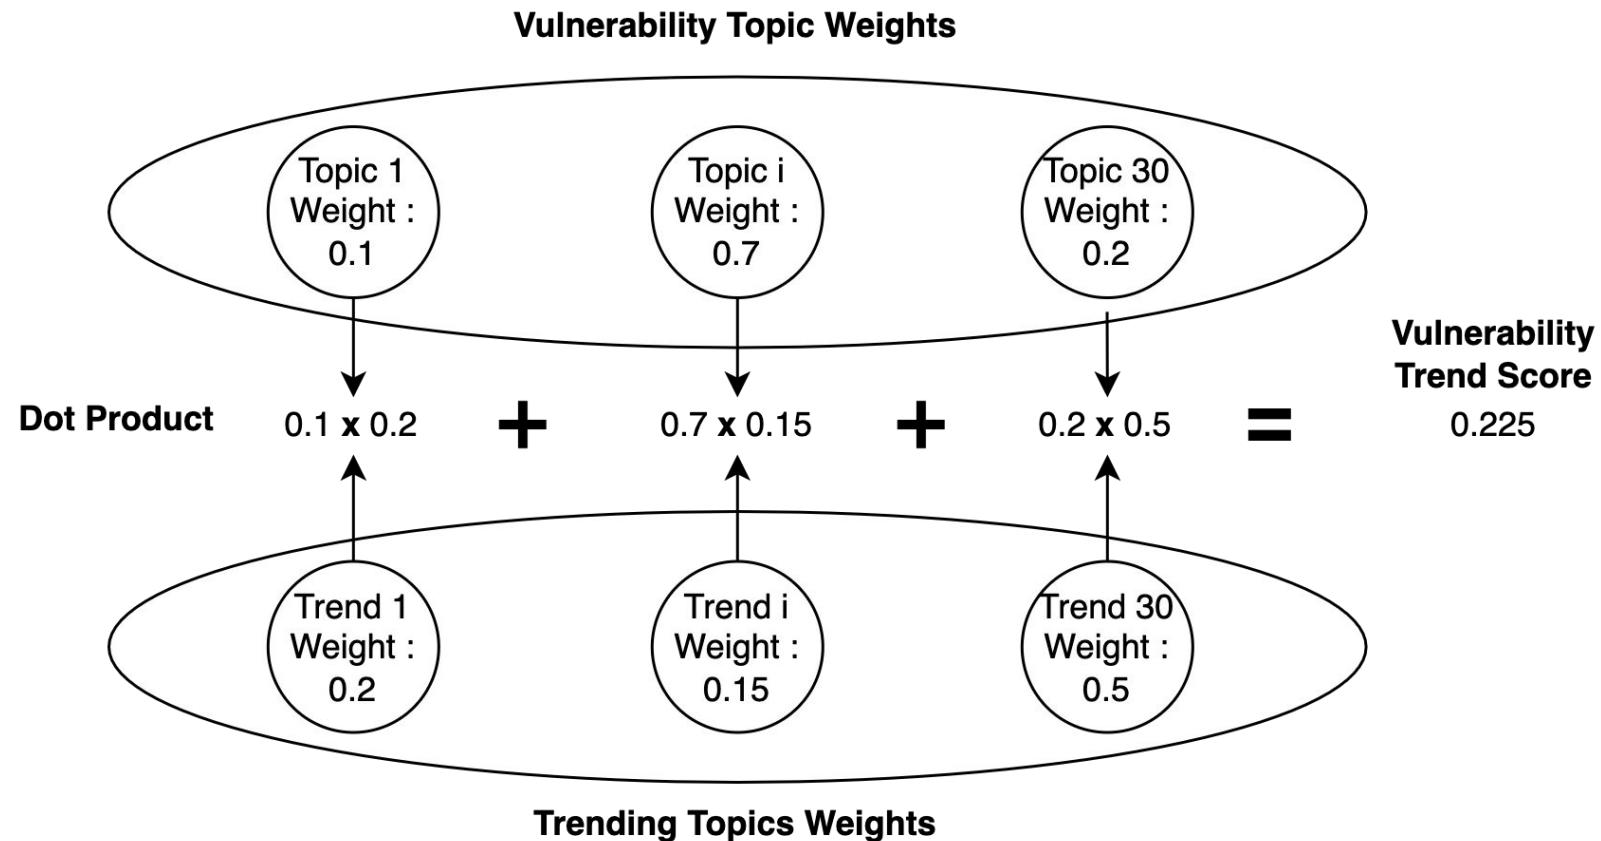 Vulnerability Topic Weights
Topic 1
Weight :
0.1
Topic i
Weight :
0.7
Topic 30
Weight :
0.2
Dot Product
0.1 x 0.2
+
0.7 x 0.15
+
0.2 x 0.5
=
Vulnerability
Trend Score
0.225
Trend 1
Weight :
0.2
Trend i
Weight :
0.15
Trend 30
Weight :
0.5
Trending Topics Weights